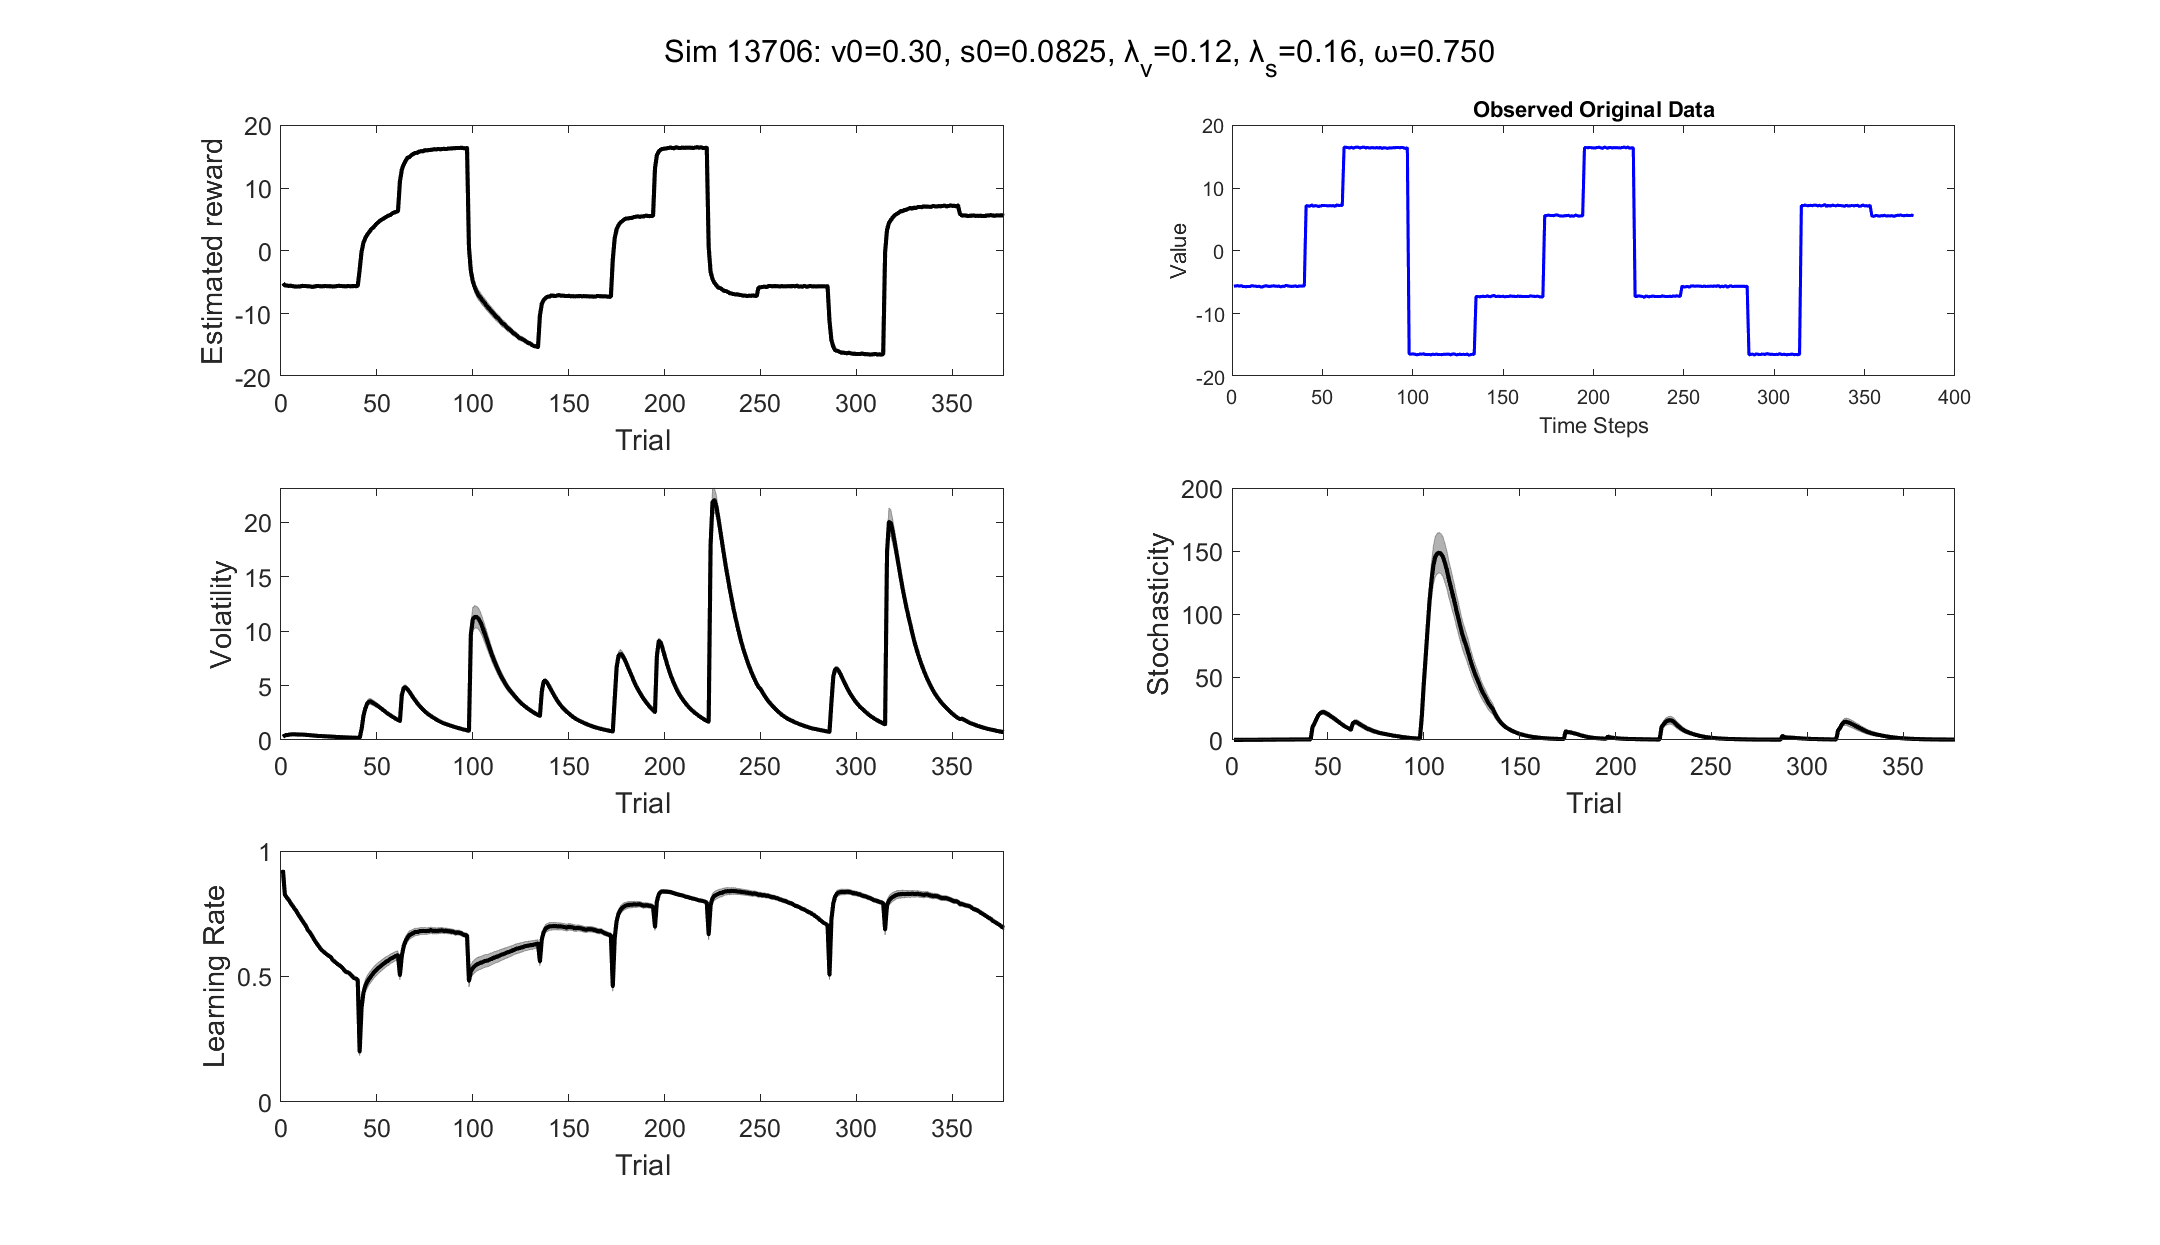 Sim 13706: v0=0.30, s0=0.0825, λv=0.12, λs=0.16, ω=0.750
20
10
0
-10
-20
Estimated reward
0 50 100 150 200 250 300 350
Trial
Observed Original Data
20
10
0
-10
-20
Value
0 50 100 150 200 250 300 350 400
Time Steps
20
15
10
5
0
Volatility
0 50 100 150 200 250 300 350
Trial
200
150
100
50
0
Stochasticity
0 50 100 150 200 250 300 350
Trial
1
0.5
0
Learning Rate
0 50 100 150 200 250 300 350
Trial